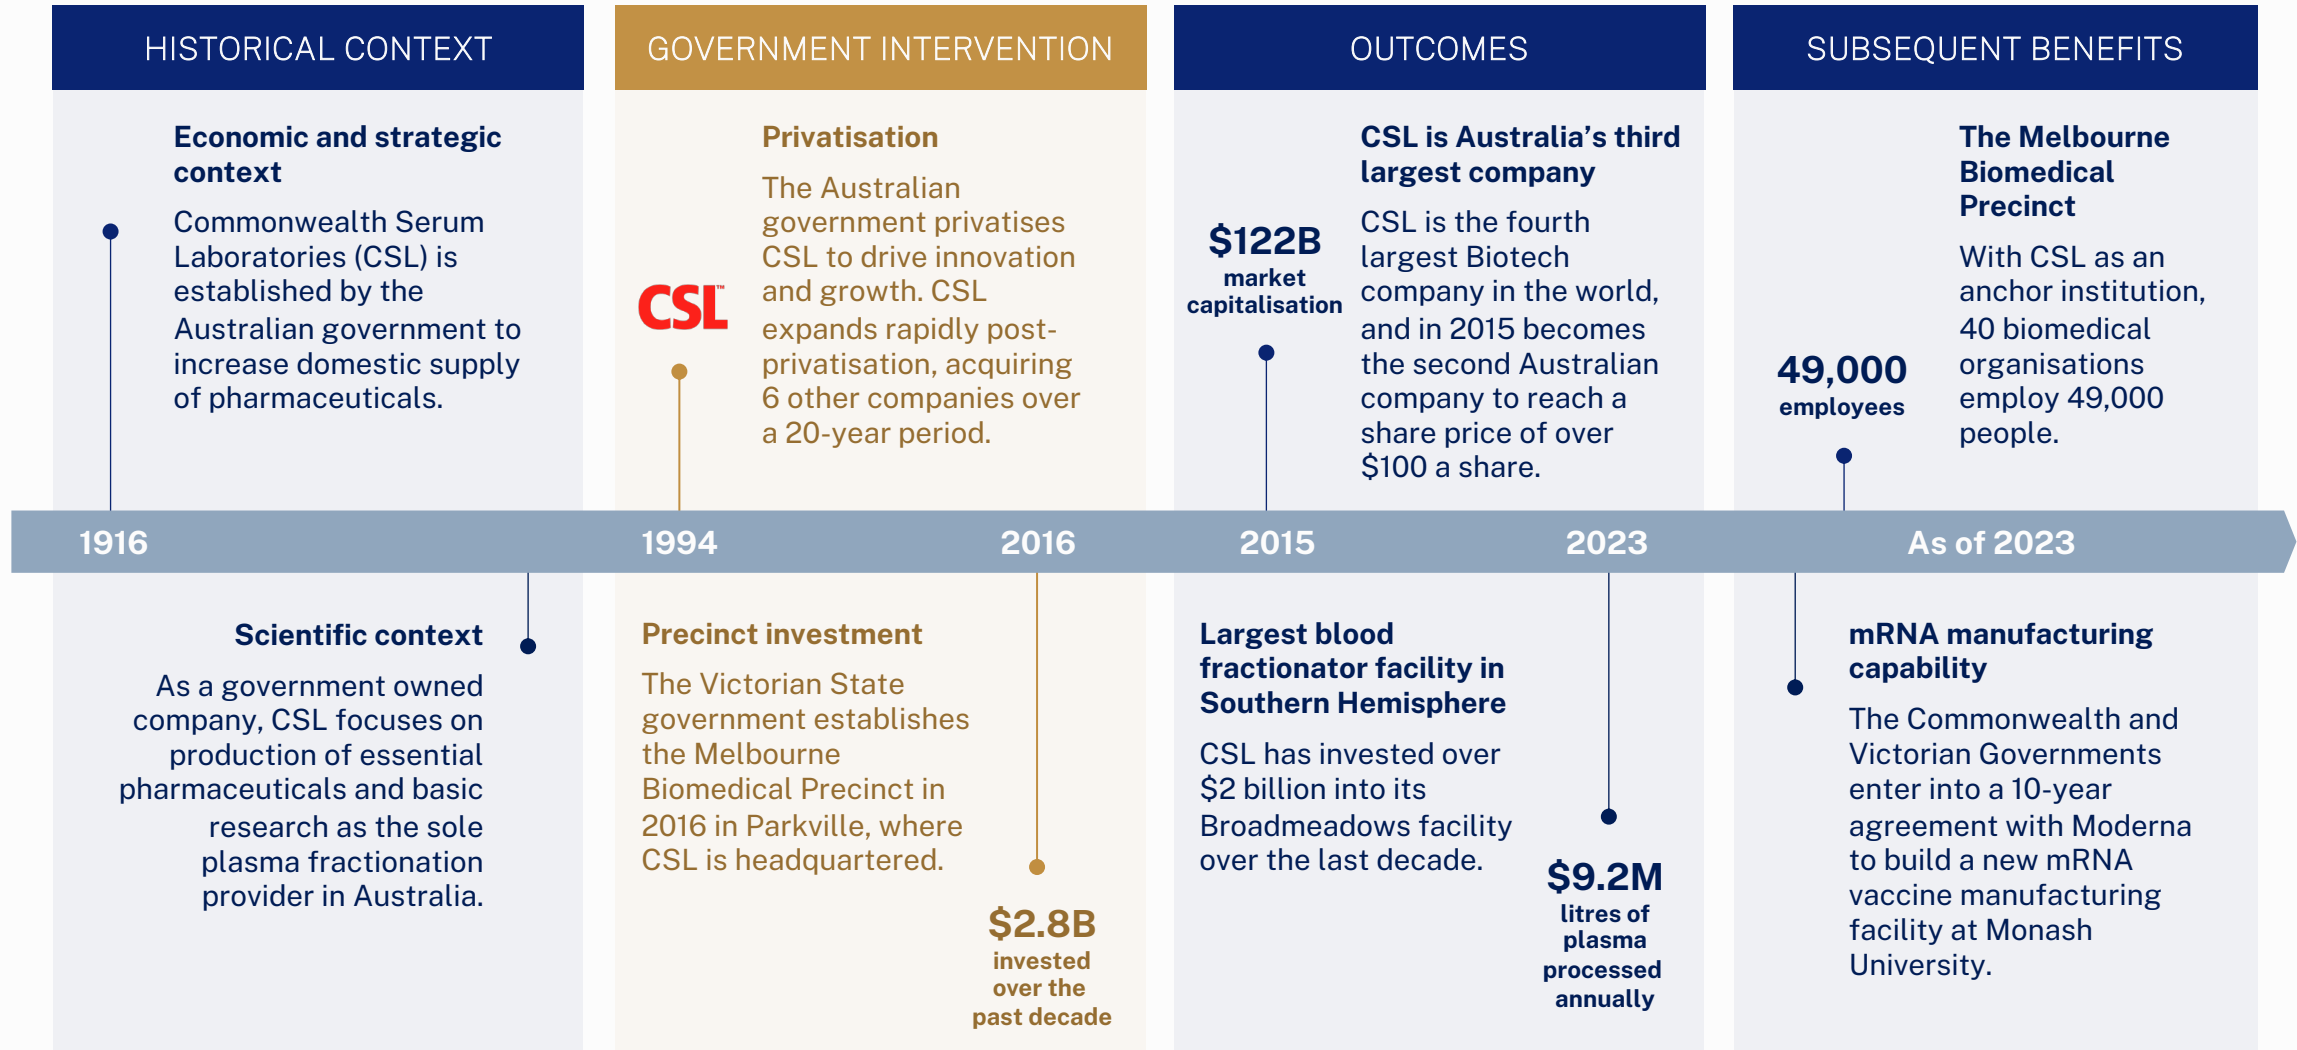 HISTORICAL CONTEXT
Economic and strategic
context
Commonwealth Serum
Laboratories (CSL) is
established by the
Australian government to
increase domestic supply
of pharmaceuticals.
1916
Scientific context
As a government owned
company, CSL focuses on
production of essential
pharmaceuticals and basic
research as the sole
plasma fractionation
provider in Australia.
GOVERNMENT INTERVENTION
CSL™
Privatisation
The Australian
government privatises
CSL to drive innovation
and growth. CSL
expands rapidly post-
privatisation, acquiring
6 other companies over
a 20-year period.
1994
2016
Precinct investment
The Victorian State
government establishes
the Melbourne
Biomedical Precinct in
2016 in Parkville, where
CSL is headquartered.
$2.8B
invested
over the
past decade
OUTCOMES
$122B
market
capitalisation
CSL is Australia's third
largest company
CSL is the fourth
largest Biotech
company in the world,
and in 2015 becomes
the second Australian
company to reach a
share price of over
$100 a share.
2015
2023
Largest blood
fractionator facility in
Southern Hemisphere
CSL has invested over
$2 billion into its
Broadmeadows facility
over the last decade.
$9.2M
litres of
plasma
processed
annually
SUBSEQUENT BENEFITS
49,000
employees
The Melbourne
Biomedical
Precinct
With CSL as an
anchor institution,
40 biomedical
organisations
employ 49,000
people.
As of 2023
mRNA manufacturing
capability
The Commonwealth and
Victorian Governments
enter into a 10-year
agreement with Moderna
to build a new mRNA
vaccine manufacturing
facility at Monash
University.